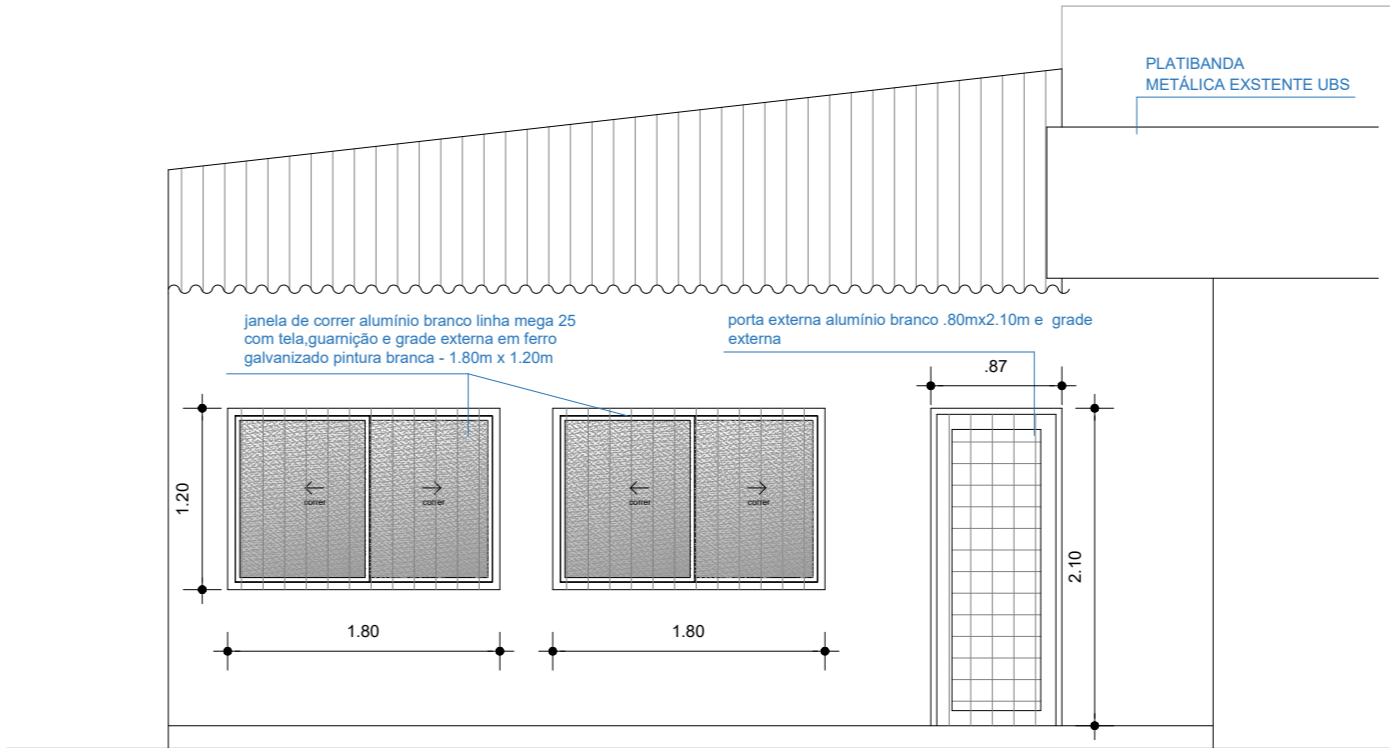 PLATIBANDA
METÁLICA EXSTENTE UBS
janela de correr alumínio branco linha mega 25
com tela,guarnição e grade externa em ferro
galvanizado pintura branca - 1.80m x 1.20m
porta externa alumínio branco .80mx2.10m e grade
externa
.87
1.20
correr
correr
correr
correr
2.10
1.80
1.80